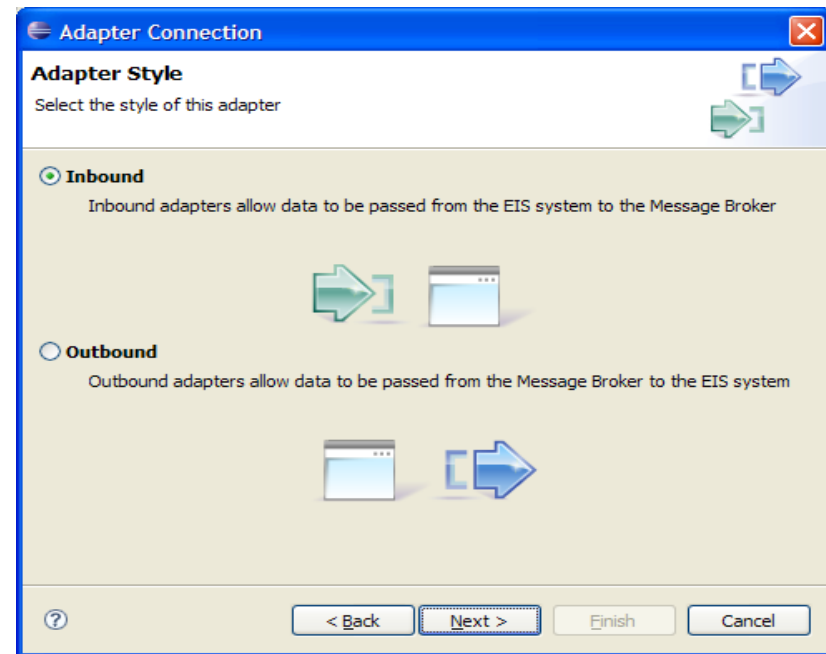 Adapter Connection
Adapter Style
Select the style of this adapter
Inbound
Inbound adapters allow data to be passed from the EIS system to the Message Broker
Outbound
Outbound adapters allow data to be passed from the Message Broker to the EIS system
? < Back Next > Finish Cancel